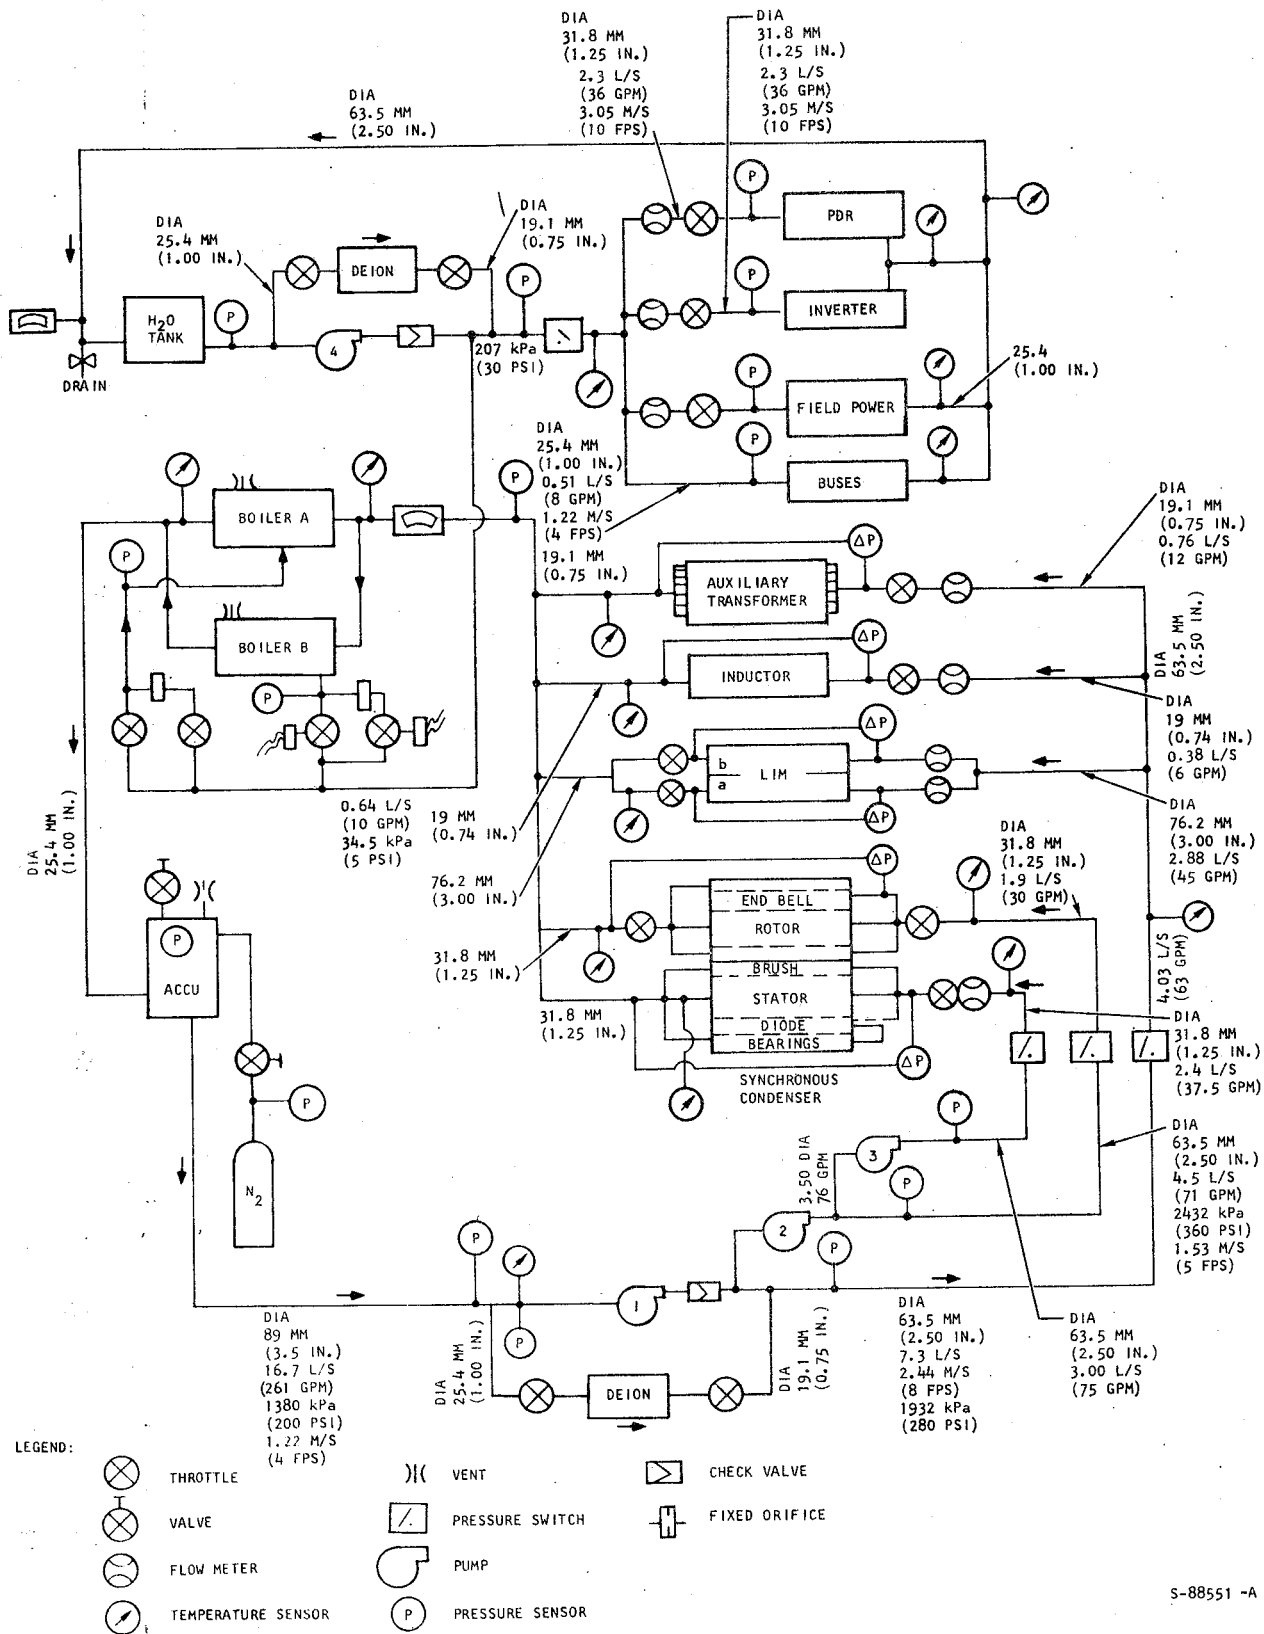 DIA
31.8 MM
(1.25 IN.)
2.3 L/S
(36 GPM)
3.05 M/S
(10 FPS)
DIA
31.8 MM
(1.25 IN.)
2.3 L/S
(36 GPM)
3.05 M/S
(10 FPS)
DIA
63.5 MM
(2.50 IN.)
DIA
25.4 MM
(1.00 IN.)
DIA
19.1 MM
(0.75 IN.)
DEION
H2O
TANK
P
4
DRAIN
P
207 kPa
(30 PSI)
P
PDR
P
INVERTER
P
FIELD POWER
25.4
(1.00 IN.)
P
BUSES
DIA
25.4 MM
(1.00 IN.)
0.51 L/S
(8 GPM)
1.22 M/S
(4 FPS)
19.1 MM
(0.75 IN.)
P
BOILER A
P
BOILER B
P
DIA
25.4 MM
(1.00 IN.)
0.64 L/S
(10 GPM)
34.5 kPa
(5 PSI)
ΔP
AUXILIARY
TRANSFORMER
DIA
19.1 MM
(0.75 IN.)
0.76 L/S
(12 GPM)
DIA
63.5 MM
(2.50 IN.)
ΔP
INDUCTOR
DIA
19 MM
(0.74 IN.)
0.38 L/S
(6 GPM)
19 MM
(0.74 IN.)
ΔP
b
a
LIM
ΔP
DIA
76.2 MM
(3.00 IN.)
2.88 L/S
(45 GPM)
76.2 MM
(3.00 IN.)
DIA
31.8 MM
(1.25 IN.)
1.9 L/S
(30 GPM)
ΔP
END BELL
ROTOR
BRUSH
STATOR
DIODE
BEARINGS
ΔP
SYNCHRONOUS
CONDENSER
31.8 MM
(1.25 IN.)
31.8 MM
(1.25 IN.)
4.03 L/S
(63 GPM)
DIA
31.8 MM
(1.25 IN.)
2.4 L/S
(37.5 GPM)
P
ACCU
P
N2
P
3
3.50 DIA
76 GPM
P
2
P
DIA
63.5 MM
(2.50 IN.)
4.5 L/S
(71 GPM)
2432 kPa
(360 PSI)
1.53 M/S
(5 FPS)
P
P
1
DIA
89 MM
(3.5 IN.)
16.7 L/S
(261 GPM)
1380 kPa
(200 PSI)
1.22 M/S
(4 FPS)
DIA
25.4 MM
(1.00 IN.)
DEION
DIA
19.1 MM
(0.75 IN.)
DIA
63.5 MM
(2.50 IN.)
7.3 L/S
2.44 M/S
(8 FPS)
1932 kPa
(280 PSI)
DIA
63.5 MM
(2.50 IN.)
3.00 L/S
(75 GPM)
LEGEND:
THROTTLE
VALVE
FLOW METER
TEMPERATURE SENSOR
VENT
PRESSURE SWITCH
PUMP
P
PRESSURE SENSOR
CHECK VALVE
FIXED ORIFICE
S-88551 -A